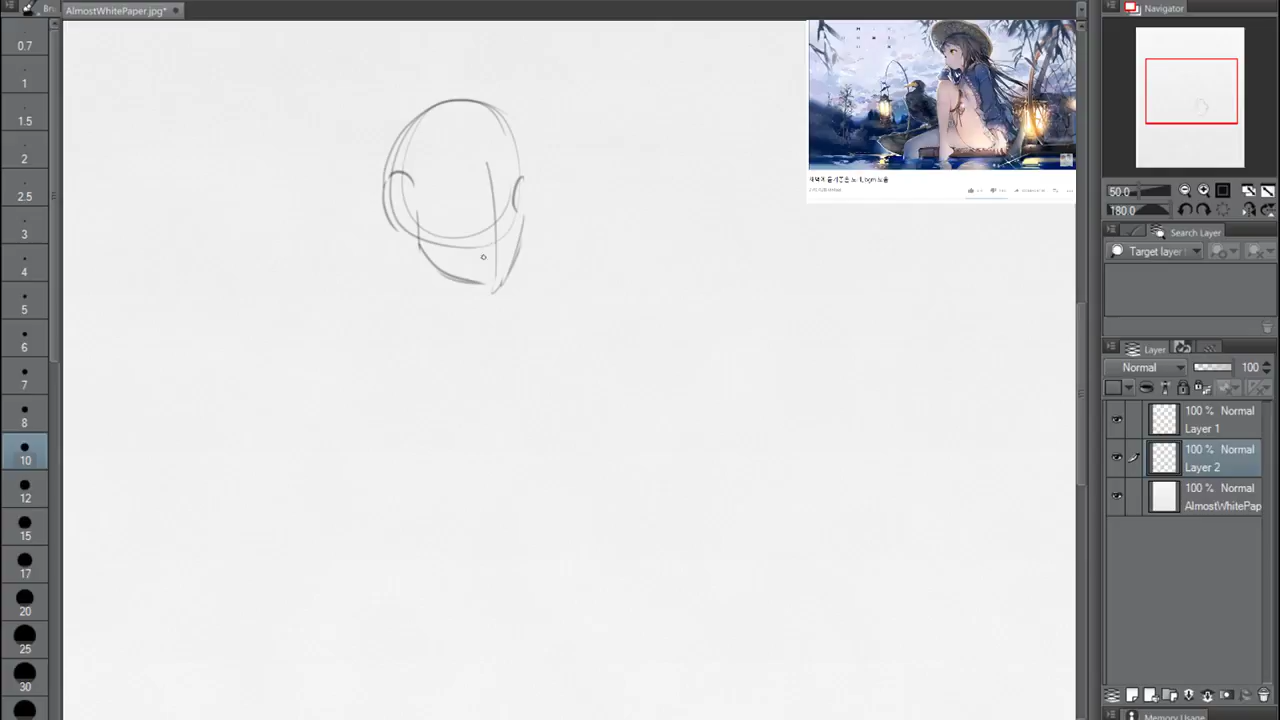 Bru
AlmostWhitePaper.jpg*
Navigator
0.7
1
1.5
2
2.5
3
4
5
6
7
8
10
12
15
17
20
25
30
50.0
180.0
Search Layer
Target layer
Layer
Normal
100
100 % Normal
Layer 1
100 % Normal
Layer 2
100 % Normal
AlmostWhitePap
Memory Usage